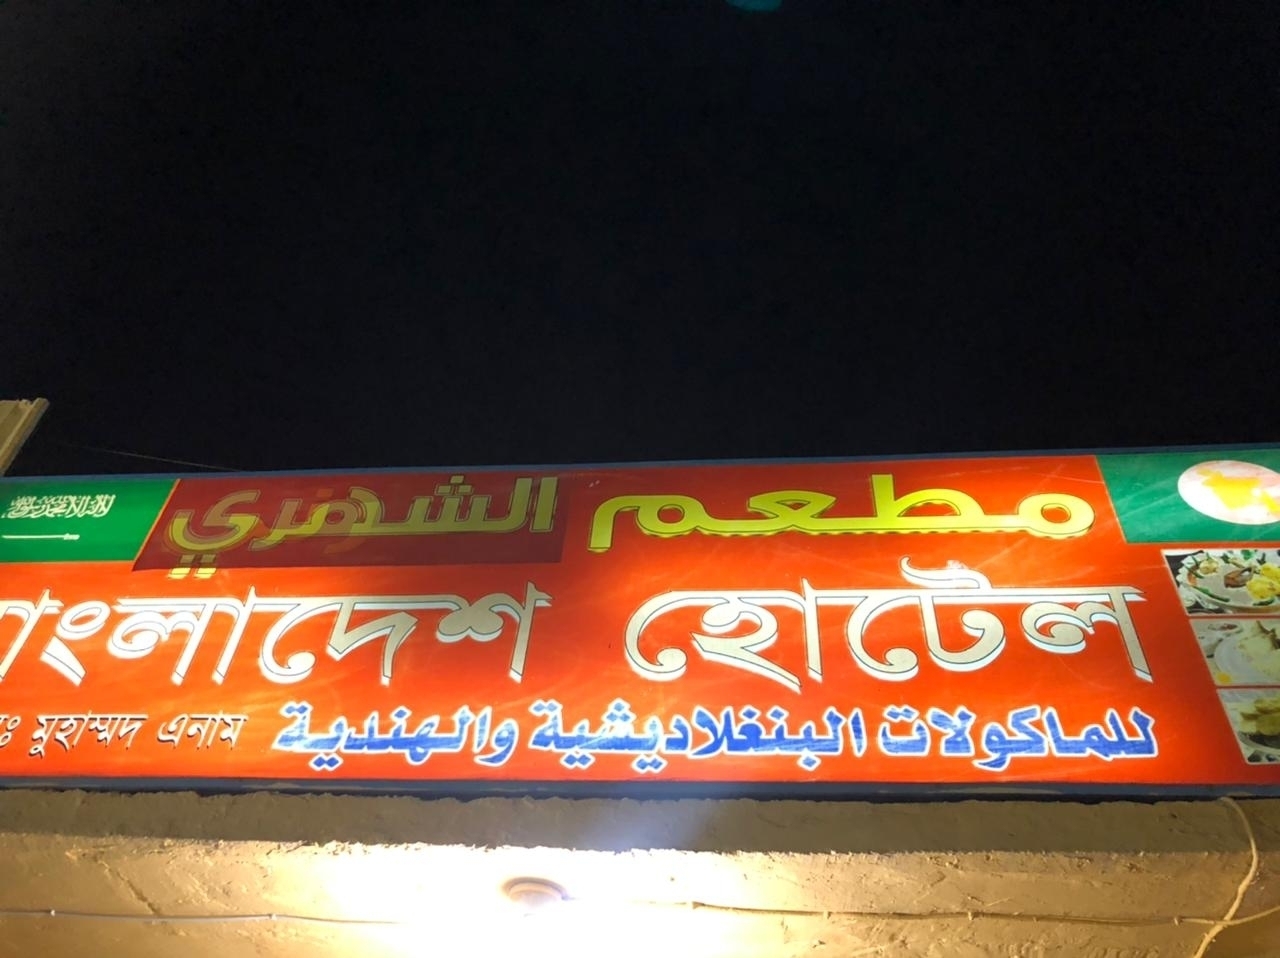 مطعم الشهري
বাংলাদেশ হোটেল
للماكولات البنغلاديشية والهندية
মুহাম্মদ এনাম